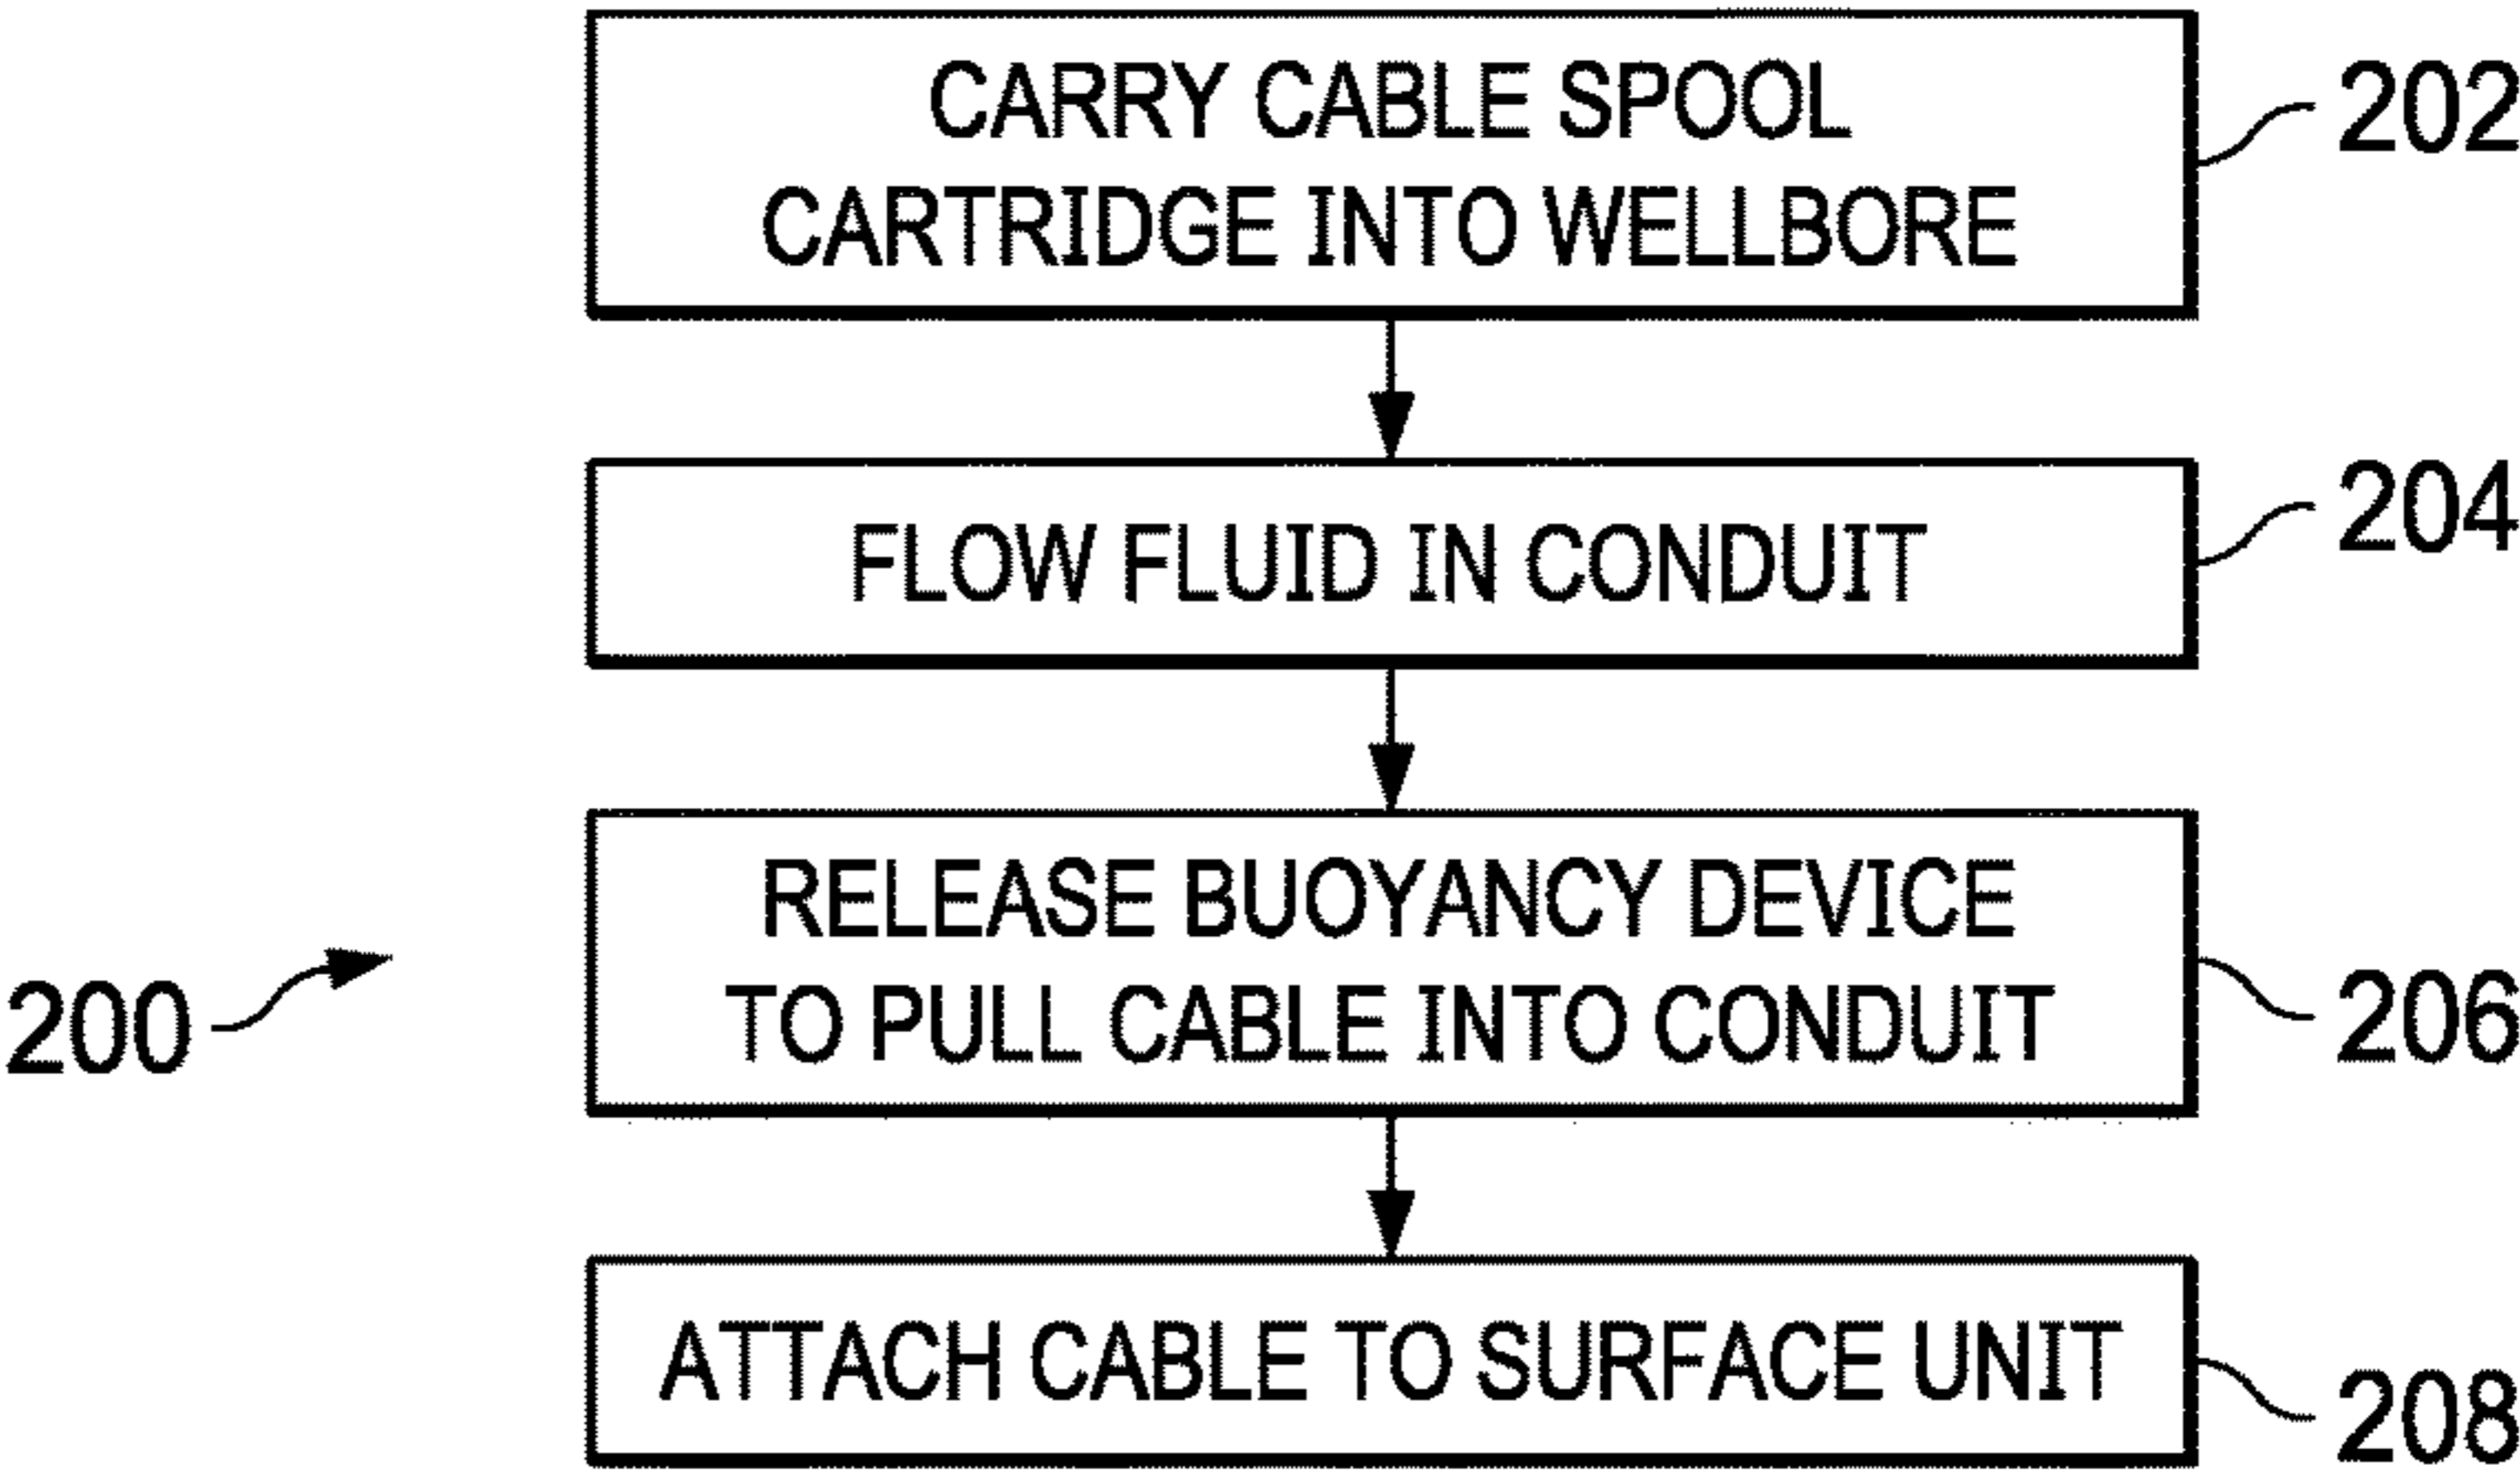 CARRY CABLE SPOOL
CARTRIDGE INTO WELLBORE
202
FLOW FLUID IN CONDUIT
204
RELEASE BUOYANCY DEVICE
TO PULL CABLE INTO CONDUIT
206
200
ATTACH CABLE TO SURFACE UNIT
208